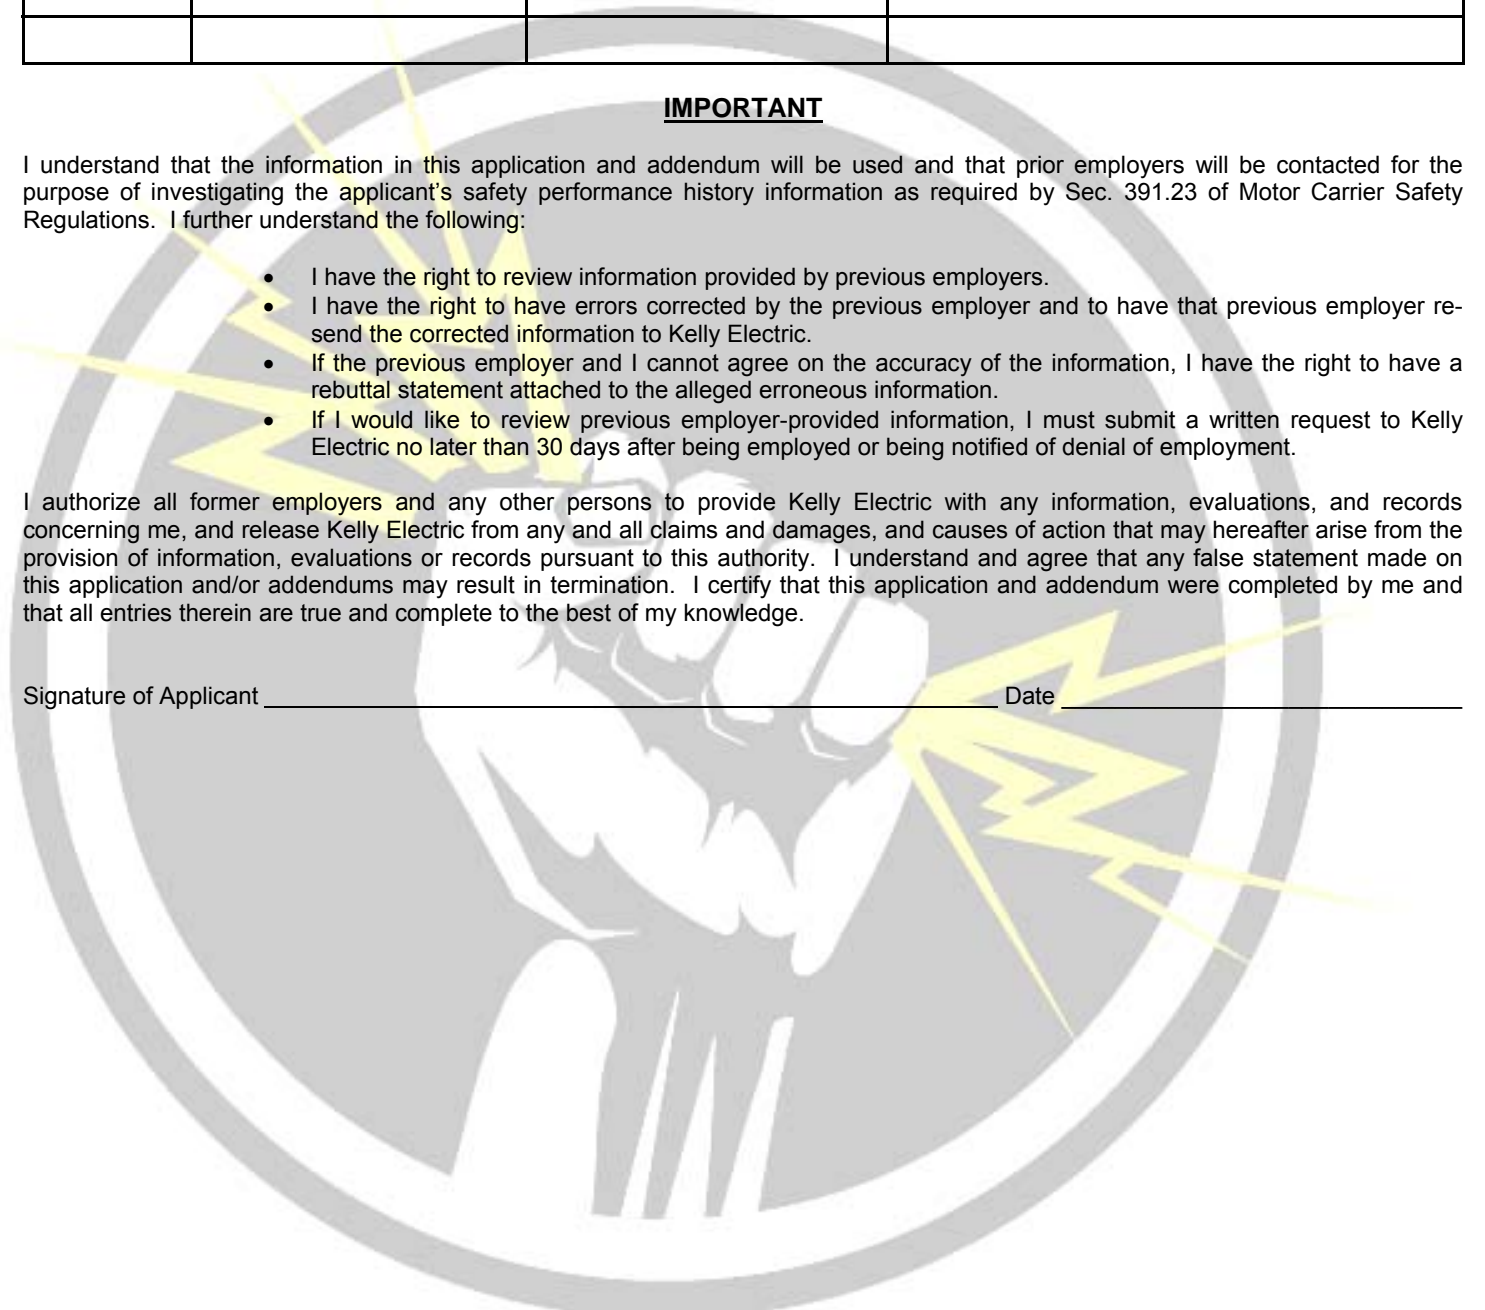 IMPORTANT
I understand that the information in this application and addendum will be used and that prior employers will be contacted for the
purpose of investigating the applicant’s safety performance history information as required by Sec. 391.23 of Motor Carrier Safety
Regulations.  I further understand the following:
• I have the right to review information provided by previous employers.
• I have the right to have errors corrected by the previous employer and to have that previous employer re-
send the corrected information to Kelly Electric.
• If the previous employer and I cannot agree on the accuracy of the information, I have the right to have a
rebuttal statement attached to the alleged erroneous information.
• If I would like to review previous employer-provided information, I must submit a written request to Kelly
Electric no later than 30 days after being employed or being notified of denial of employment.
I authorize all former employers and any other persons to provide Kelly Electric with any information, evaluations, and records
concerning me, and release Kelly Electric from any and all claims and damages, and causes of action that may hereafter arise from the
provision of information, evaluations or records pursuant to this authority.  I understand and agree that any false statement made on
this application and/or addendums may result in termination.  I certify that this application and addendum were completed by me and
that all entries therein are true and complete to the best of my knowledge.
Signature of Applicant Date